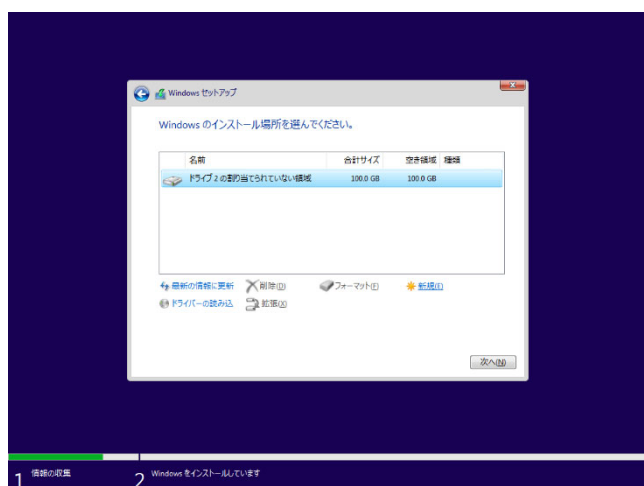 Windows セットアップ
Windows のインストール場所を選んでください。
名前 合計サイズ 空き領域 種類
ドライブ 2 の割り当てられていない領域 100.0 GB 100.0 GB
最新の情報に更新 削除(D) フォーマット(F) 新規(E)
ドライバーの読み込 拡張(X)
次へ(N)
1 情報の収集 2 Windows をインストールしています